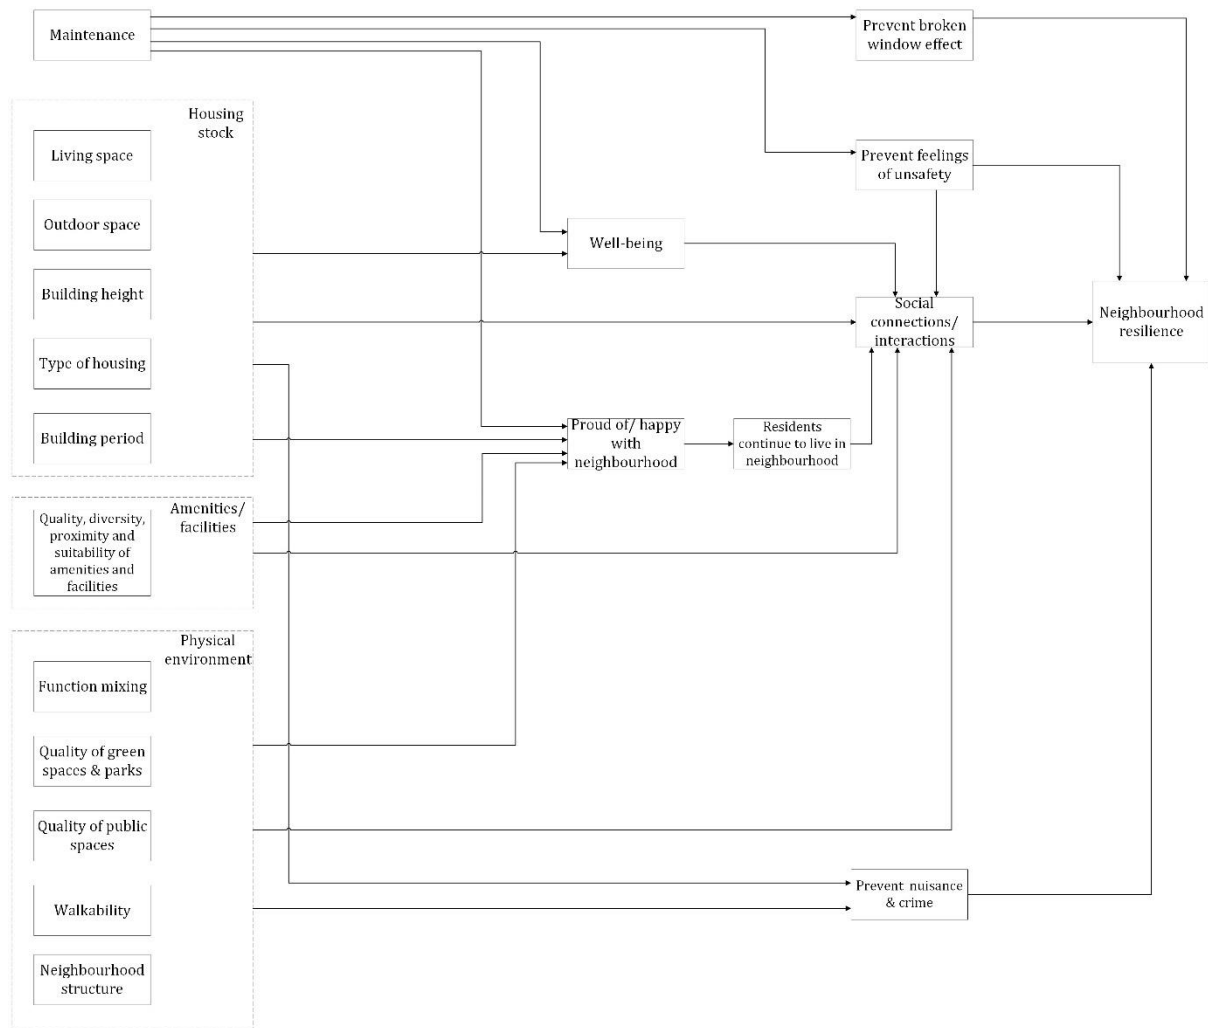 Maintenance
Prevent broken
window effect
Housing
stock
Living space
Prevent feelings
of unsafety
Outdoor space
Well-being
Building height
Social
connections/
interactions
Neighbourhood
resilience
Type of housing
Building period
Proud of/ happy
with
neighbourhood
Residents
continue to live in
neighbourhood
Amenities/
facilities
Quality, diversity,
proximity and
suitability of
amenities and
facilities
Physical
environment
Function mixing
Quality of green
spaces & parks
Quality of public
spaces
Prevent nuisance
& crime
Walkability
Neighbourhood
structure